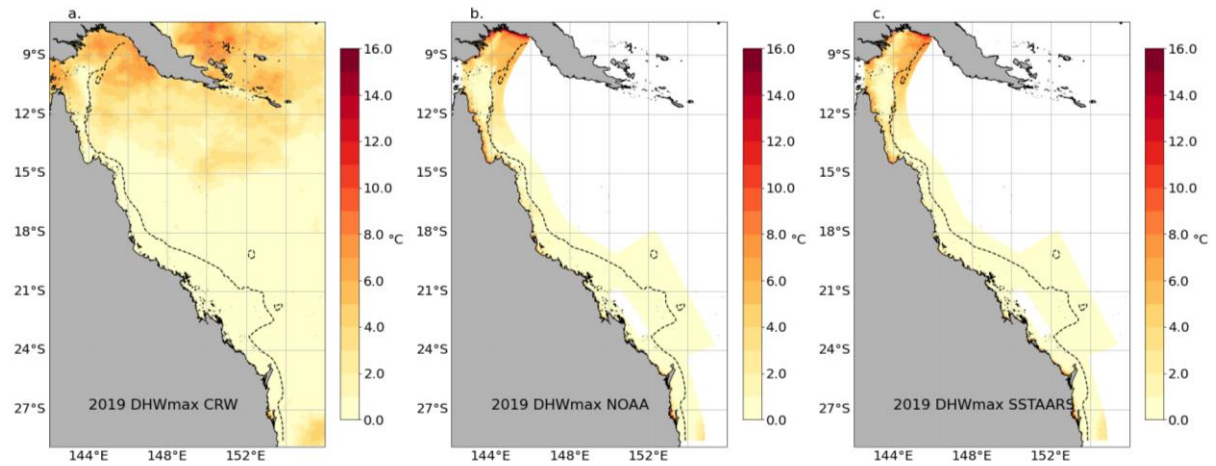 a.
9°S
12°S
15°S
18°S
21°S
24°S
27°S
144°E 148°E 152°E
2019 DHWmax CRW
16.0
14.0
12.0
10.0
8.0
6.0
4.0
2.0
0.0
°C
b.
9°S
12°S
15°S
18°S
21°S
24°S
27°S
144°E 148°E 152°E
2019 DHWmax NOAA
16.0
14.0
12.0
10.0
8.0
6.0
4.0
2.0
0.0
°C
c.
9°S
12°S
15°S
18°S
21°S
24°S
27°S
144°E 148°E 152°E
2019 DHWmax SSTAARS
16.0
14.0
12.0
10.0
8.0
6.0
4.0
2.0
0.0
°C